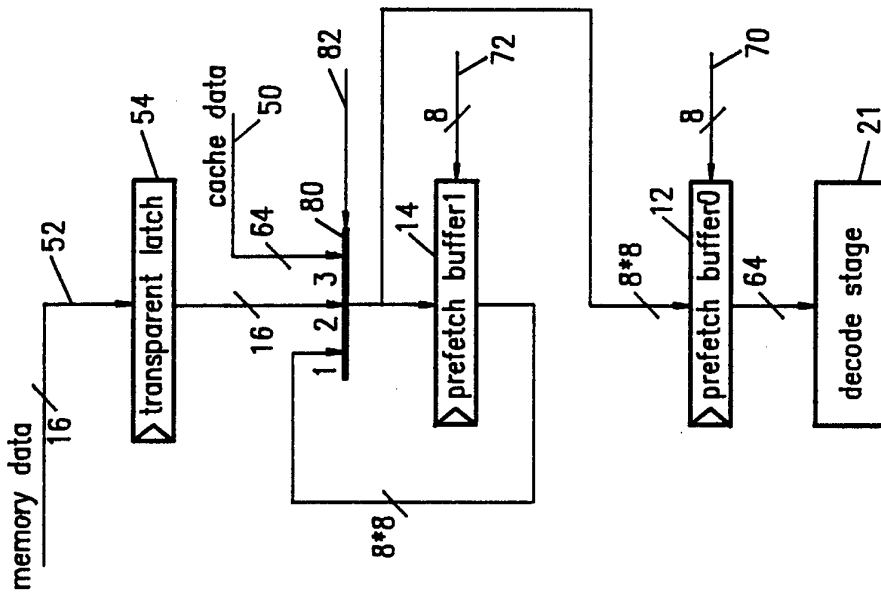 memory data
16
52
transparent latch
54
cache data
50
64
16
1 2 3
80
82
prefetch buffer1
14
8
72
8*8
8*8
prefetch buffer0
12
8
70
64
decode stage
21